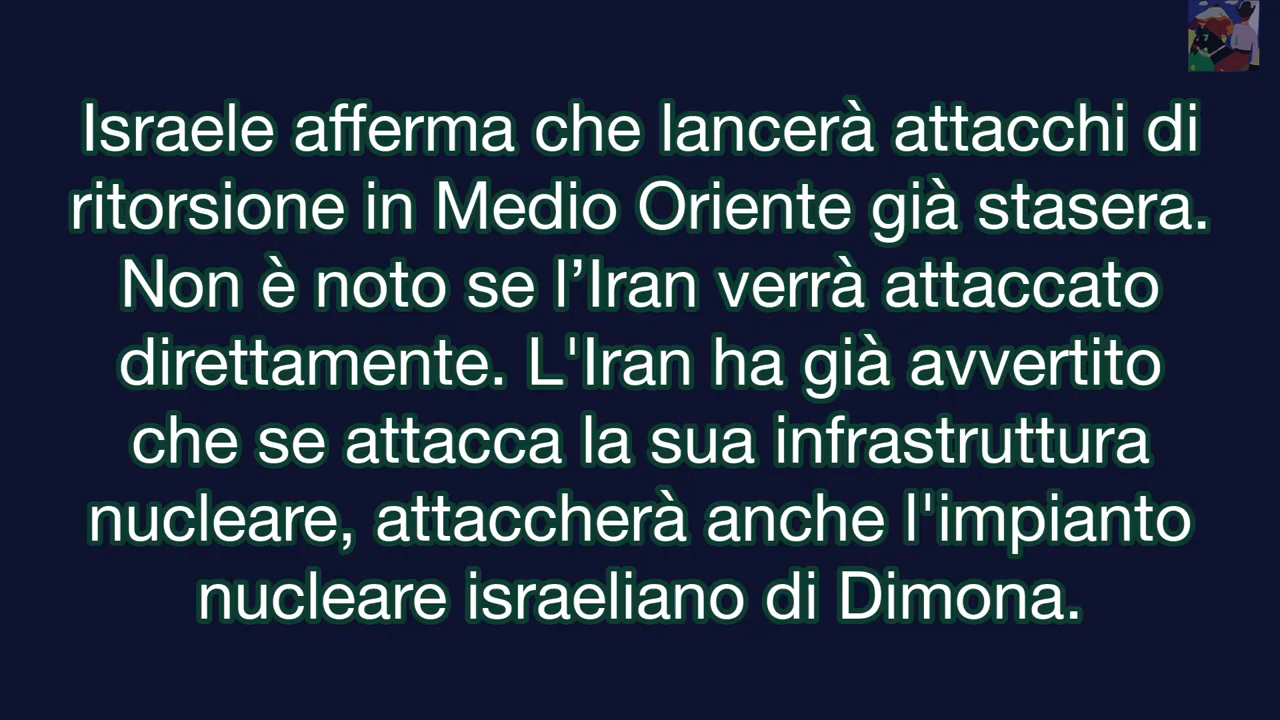 Israele afferma che lancerà attacchi di
ritorsione in Medio Oriente già stasera.
Non è noto se l’Iran verrà attaccato
direttamente. L'Iran ha già avvertito
che se attacca la sua infrastruttura
nucleare, attaccherà anche l'impianto
nucleare israeliano di Dimona.